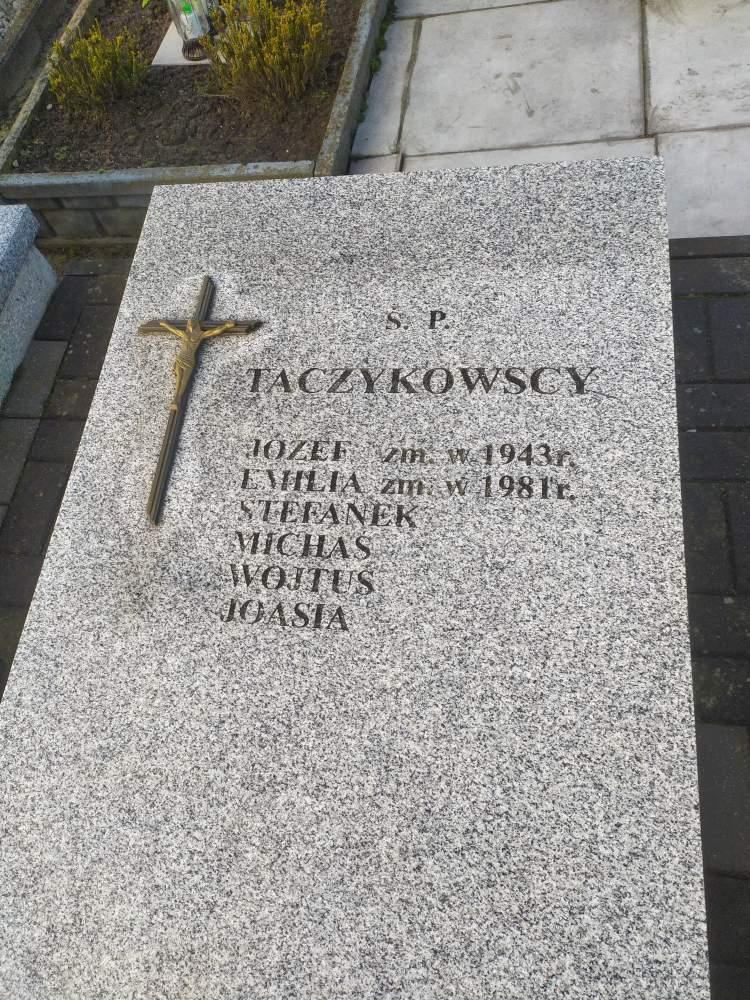 Ś. P.
TACZYKOWSCY
JÓZEF zm. w 1943r.
EMILIA zm. w 1981r.
STEFANEK
MICHAŚ
WOJTUŚ
JOASIA